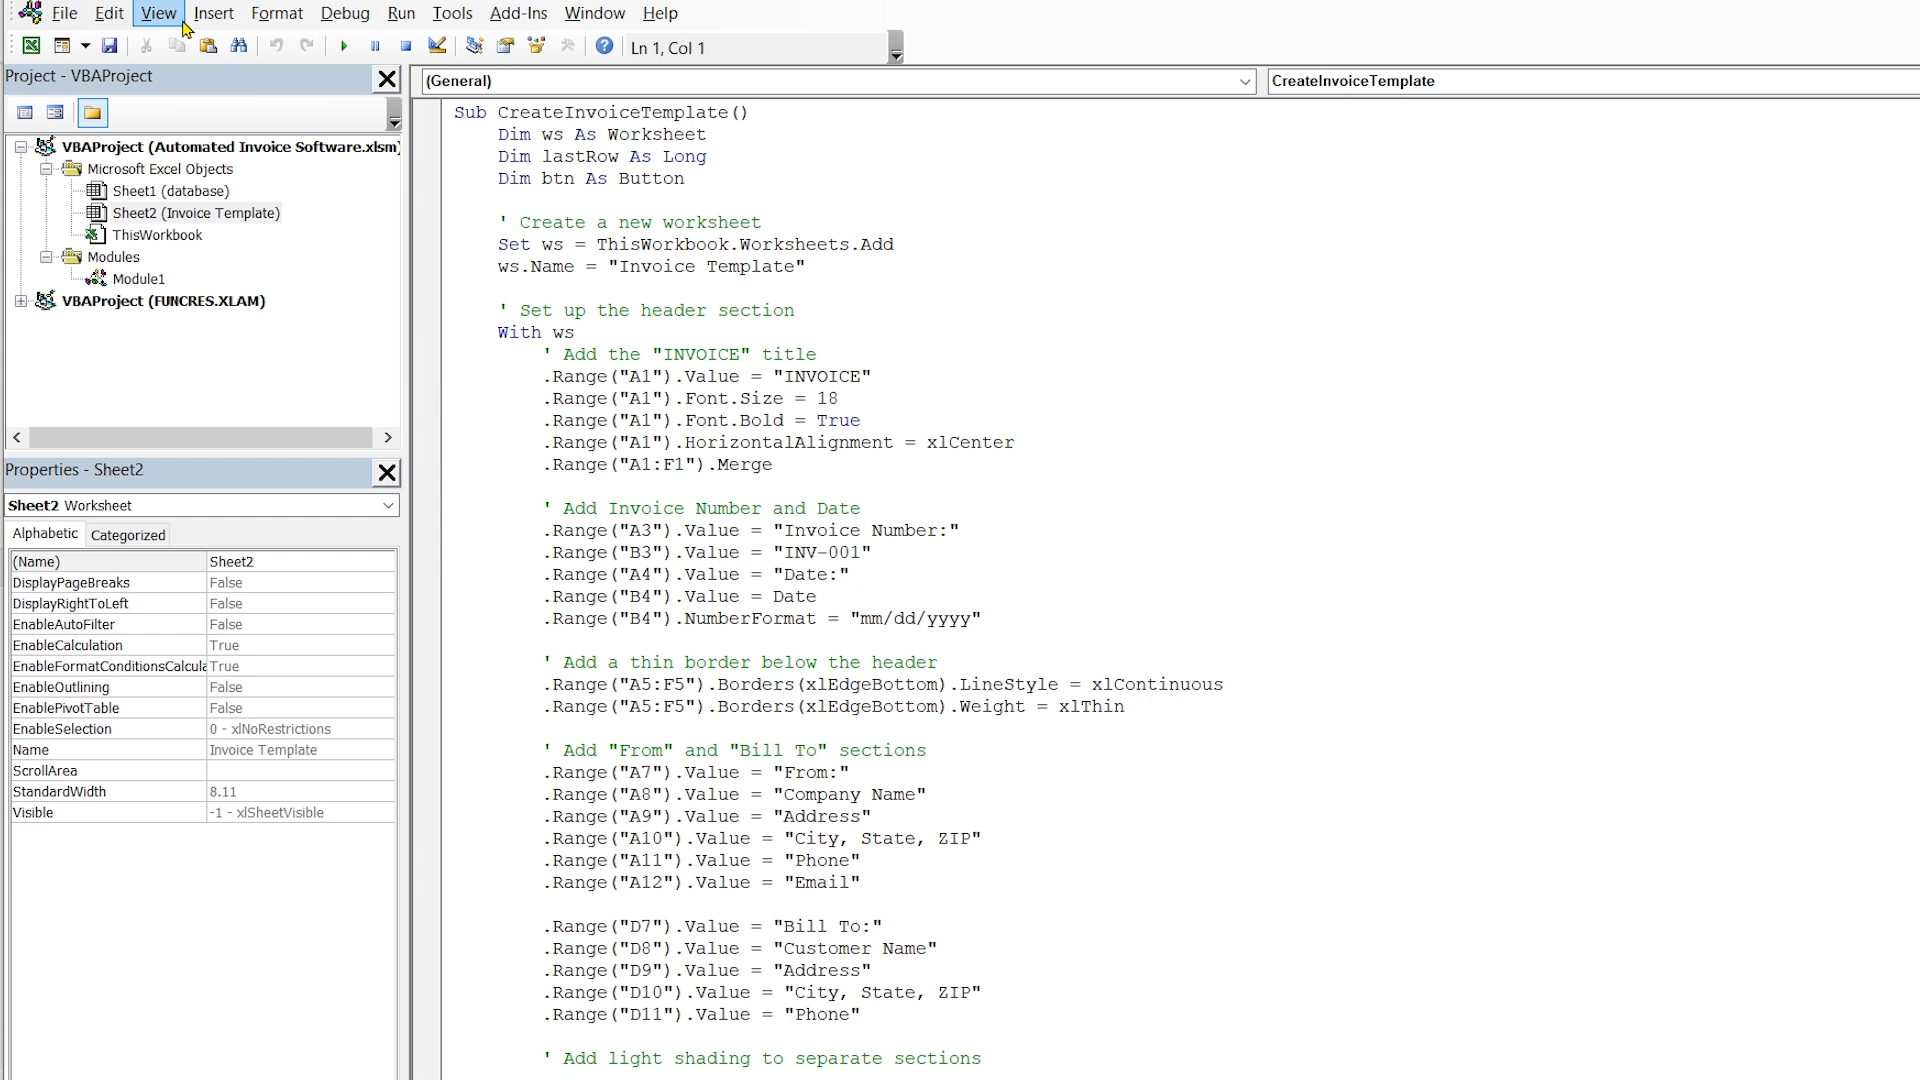 File Edit View Insert Format Debug Run Tools Add-Ins Window Help
Ln 1, Col 1
Project - VBAProject
VBAProject (Automated Invoice Software.xlsm)
Microsoft Excel Objects
Sheet1 (database)
Sheet2 (Invoice Template)
ThisWorkbook
Modules
Module1
VBAProject (FUNCRES.XLAM)
Properties - Sheet2
Sheet2 Worksheet
Alphabetic Categorized
(Name) Sheet2
DisplayPageBreaks False
DisplayRightToLeft False
EnableAutoFilter False
EnableCalculation True
EnableFormatConditionsCalcula True
EnableOutlining False
EnablePivotTable False
EnableSelection 0 - xlNoRestrictions
Name Invoice Template
ScrollArea
StandardWidth 8.11
Visible -1 - xlSheetVisible
(General) CreateInvoiceTemplate
Sub CreateInvoiceTemplate()
Dim ws As Worksheet
Dim lastRow As Long
Dim btn As Button
' Create a new worksheet
Set ws = ThisWorkbook.Worksheets.Add
ws.Name = "Invoice Template"
' Set up the header section
With ws
' Add the "INVOICE" title
.Range("A1").Value = "INVOICE"
.Range("A1").Font.Size = 18
.Range("A1").Font.Bold = True
.Range("A1").HorizontalAlignment = xlCenter
.Range("A1:F1").Merge
' Add Invoice Number and Date
.Range("A3").Value = "Invoice Number:"
.Range("B3").Value = "INV-001"
.Range("A4").Value = "Date:"
.Range("B4").Value = Date
.Range("B4").NumberFormat = "mm/dd/yyyy"
' Add a thin border below the header
.Range("A5:F5").Borders(xlEdgeBottom).LineStyle = xlContinuous
.Range("A5:F5").Borders(xlEdgeBottom).Weight = xlThin
' Add "From" and "Bill To" sections
.Range("A7").Value = "From:"
.Range("A8").Value = "Company Name"
.Range("A9").Value = "Address"
.Range("A10").Value = "City, State, ZIP"
.Range("A11").Value = "Phone"
.Range("A12").Value = "Email"
.Range("D7").Value = "Bill To:"
.Range("D8").Value = "Customer Name"
.Range("D9").Value = "Address"
.Range("D10").Value = "City, State, ZIP"
.Range("D11").Value = "Phone"
' Add light shading to separate sections